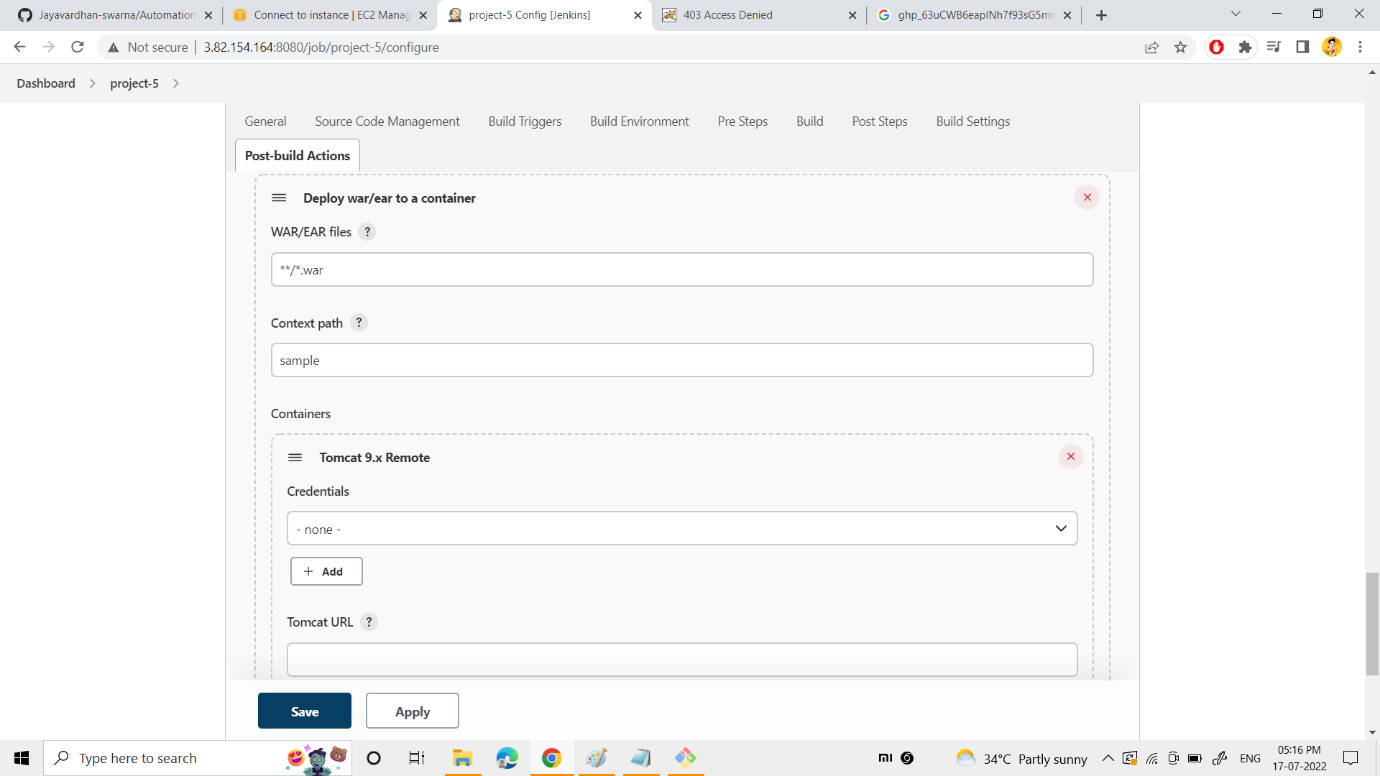 Jayavardhan-swarna/Automation
Connect to instance | EC2 Manag
project-5 Config [Jenkins]
403 Access Denied
Not secure
3.82.154.164:8080/job/project-5/configure
Dashboard
project-5
General
Source Code Management
Build Triggers
Build Environment
Pre Steps
Build
Post Steps
Build Settings
Post-build Actions
Deploy war/ear to a container
WAR/EAR files ?
**/*.war
Context path ?
sample
Containers
Tomcat 9.x Remote
Credentials
- none -
+ Add
Tomcat URL ?
Save
Apply
Type here to search
34°C Partly sunny
ENG
05:16 PM
17-07-2022